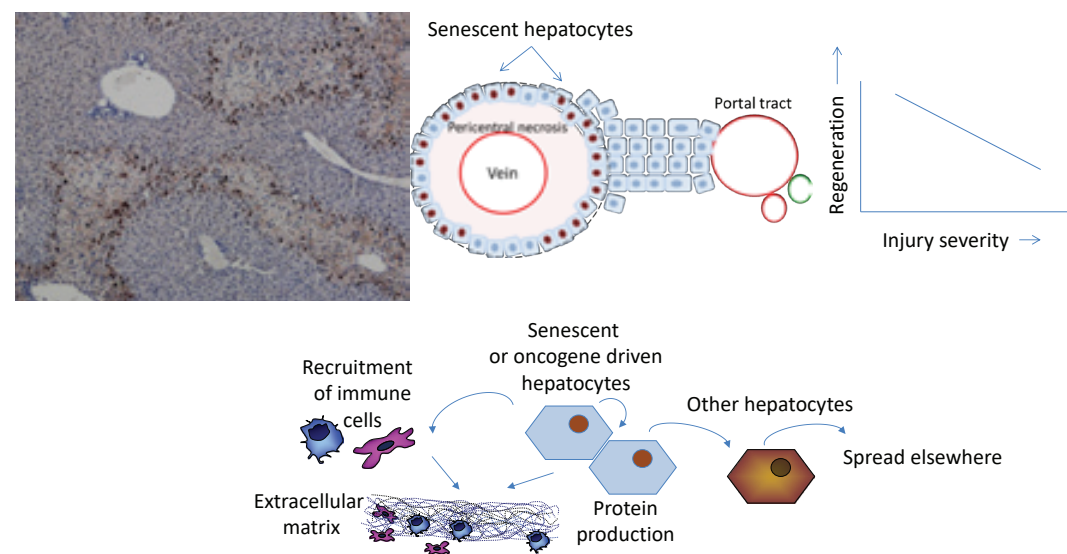 Senescent hepatocytes
Pericentral necrosis
Vein
Portal tract
Regeneration
Injury severity
Senescent
or oncogene driven
hepatocytes
Recruitment
of immune
cells
Other hepatocytes
Spread elsewhere
Extracellular
matrix
Protein
production